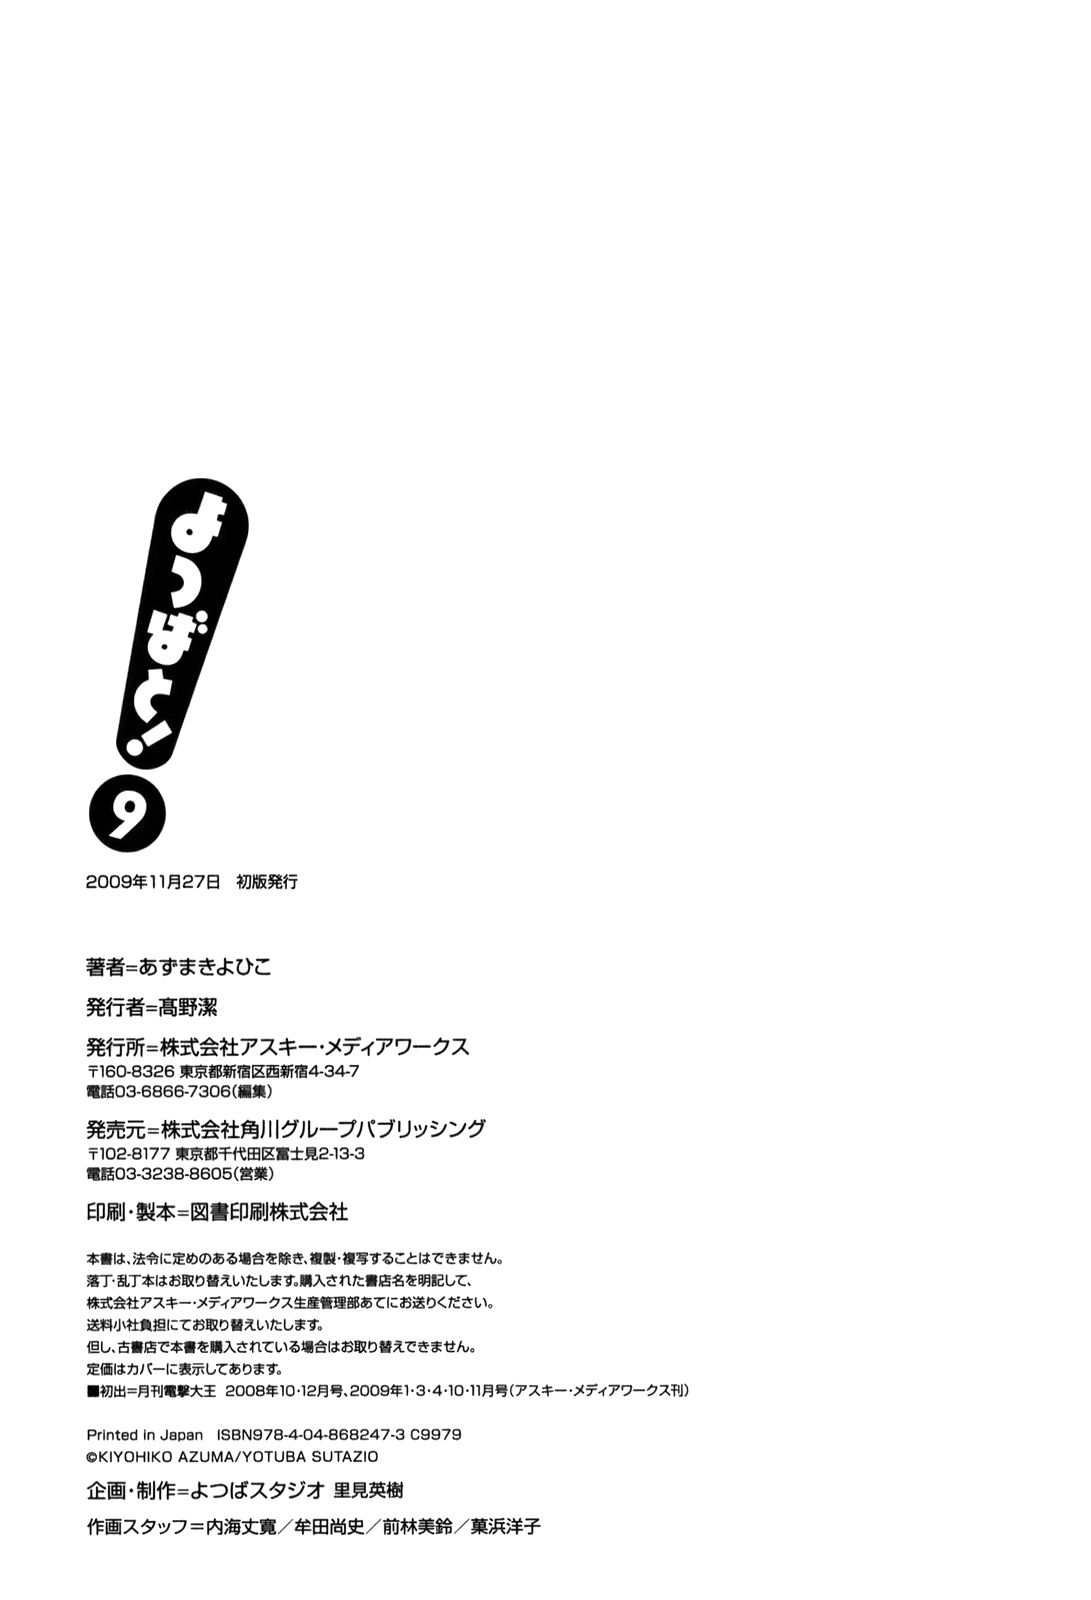 よつばと!
9
2009年11月27日　初版発行
著者=あずまきよひこ
発行者=髙野潔
発行所=株式会社アスキー・メディアワークス
〒160-8326 東京都新宿区西新宿4-34-7
電話03-6866-7306(編集)
発売元=株式会社角川グループパブリッシング
〒102-8177 東京都千代田区富士見2-13-3
電話03-3238-8605(営業)
印刷・製本=図書印刷株式会社
本書は、法令に定めのある場合を除き、複製・複写することはできません。
落丁・乱丁本はお取り替えいたします。購入された書店名を明記して、
株式会社アスキー・メディアワークス生産管理部あてにお送りください。
送料小社負担にてお取り替えいたします。
但し、古書店で本書を購入されている場合はお取り替えできません。
定価はカバーに表示してあります。
■初出=月刊電撃大王　2008年10・12月号、2009年1・3・4・10・11月号(アスキー・メディアワークス刊)
Printed in Japan　ISBN978-4-04-868247-3 C9979
©KIYOHIKO AZUMA/YOTUBA SUTAZIO
企画・制作=よつばスタジオ 里見英樹
作画スタッフ=内海丈寛／牟田尚史／前林美鈴／菓浜洋子